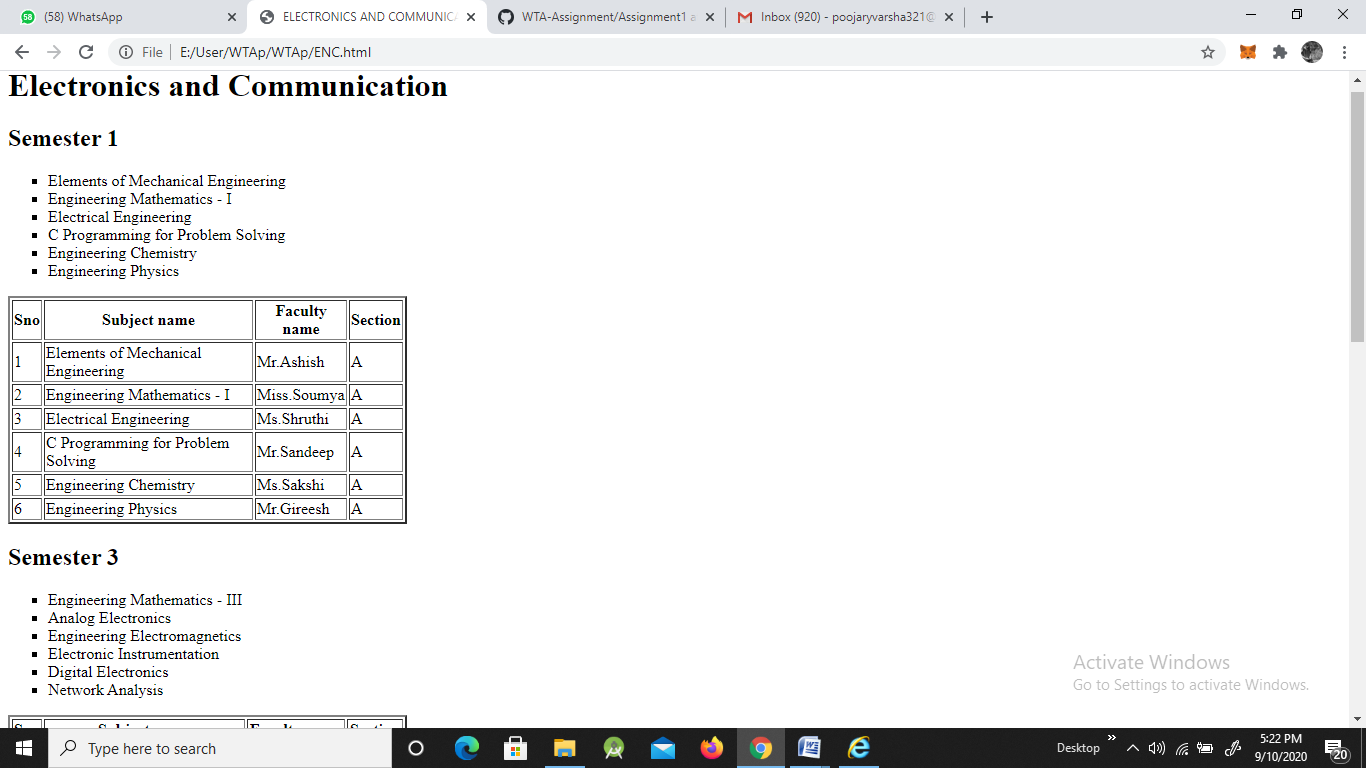 (58) WhatsApp
ELECTRONICS AND COMMUNICA
WTA-Assignment/Assignment1 a
Inbox (920) - poojaryvarsha321@
File
E:/User/WTAp/WTAp/ENC.html
Electronics and Communication
Semester 1
Elements of Mechanical Engineering
Engineering Mathematics - I
Electrical Engineering
C Programming for Problem Solving
Engineering Chemistry
Engineering Physics
Sno Subject name Faculty name Section
1 Elements of Mechanical Engineering Mr.Ashish A
2 Engineering Mathematics - I Miss.Soumya A
3 Electrical Engineering Ms.Shruthi A
4 C Programming for Problem Solving Mr.Sandeep A
5 Engineering Chemistry Ms.Sakshi A
6 Engineering Physics Mr.Gireesh A
Semester 3
Engineering Mathematics - III
Analog Electronics
Engineering Electromagnetics
Electronic Instrumentation
Digital Electronics
Network Analysis
Activate Windows
Go to Settings to activate Windows.
Type here to search
Desktop
5:22 PM
9/10/2020
20